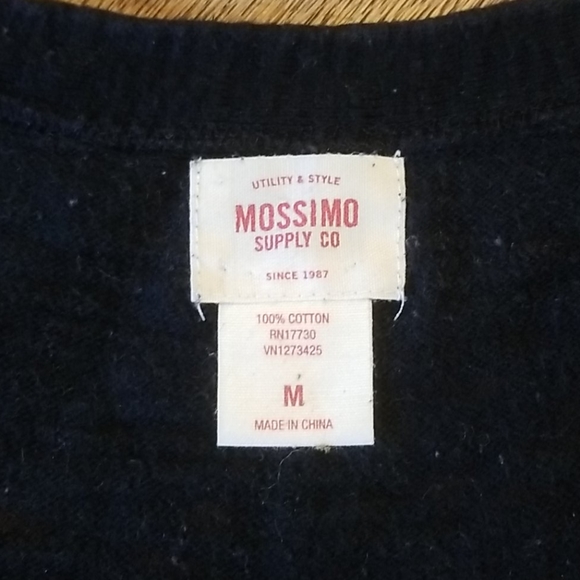 UTILITY & STYLE
MOSSIMO
SUPPLY CO
SINCE 1987
100% COTTON
RN17730
VN1273425
M
MADE IN CHINA